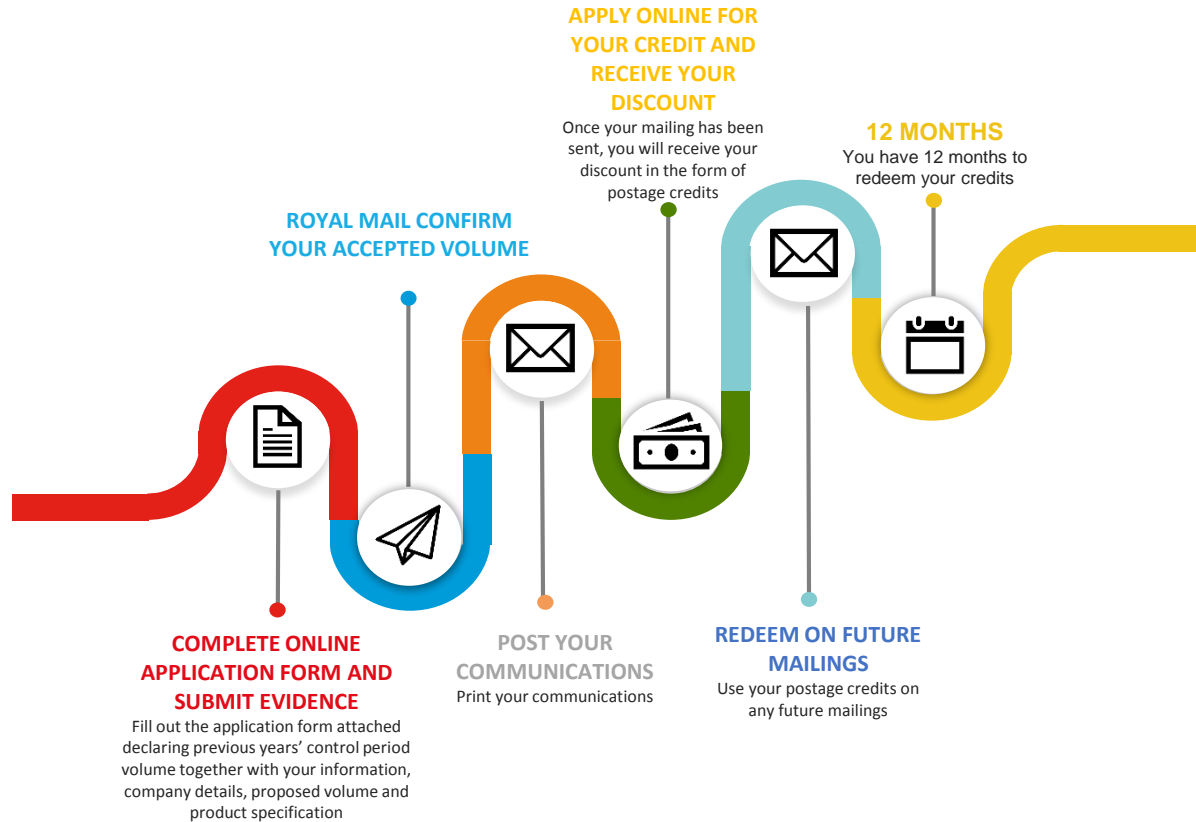 COMPLETE ONLINE
APPLICATION FORM AND
SUBMIT EVIDENCE
Fill out the application form attached
declaring previous years’ control period
volume together with your information,
company details, proposed volume and
product specification
ROYAL MAIL CONFIRM
YOUR ACCEPTED VOLUME
POST YOUR
COMMUNICATIONS
Print your communications
APPLY ONLINE FOR
YOUR CREDIT AND
RECEIVE YOUR
DISCOUNT
Once your mailing has been
sent, you will receive your
discount in the form of
postage credits
REDEEM ON FUTURE
MAILINGS
Use your postage credits on
any future mailings
12 MONTHS
You have 12 months to
redeem your credits